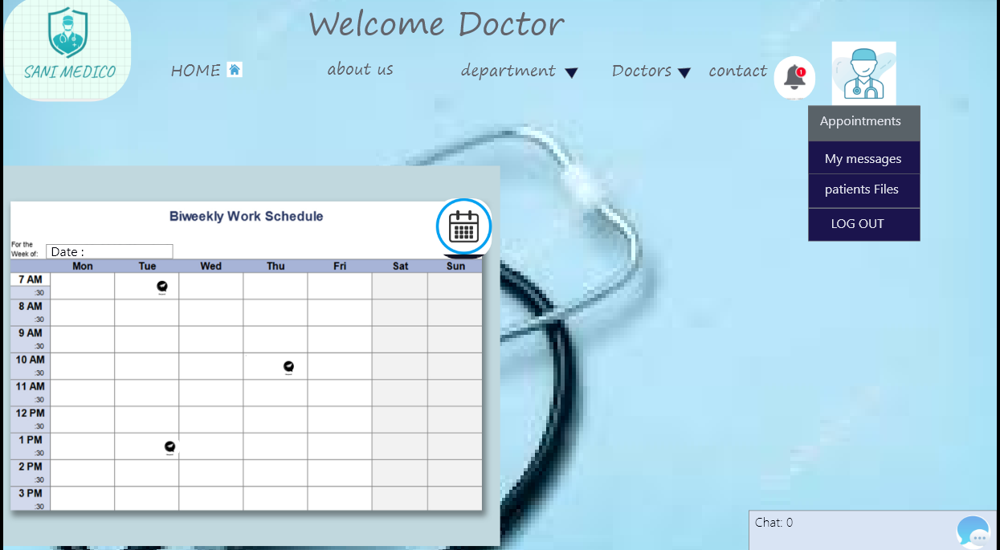 Welcome Doctor
SANI MEDICO
HOME
about us
department
Doctors
contact
1
Appointments
My messages
patients Files
LOG OUT
Biweekly Work Schedule
For the
Week of:
Date :
Mon Tue Wed Thu Fri Sat Sun
7 AM
:30
8 AM
:30
9 AM
:30
10 AM
:30
11 AM
:30
12 PM
:30
1 PM
:30
2 PM
:30
3 PM
:30
Chat: 0